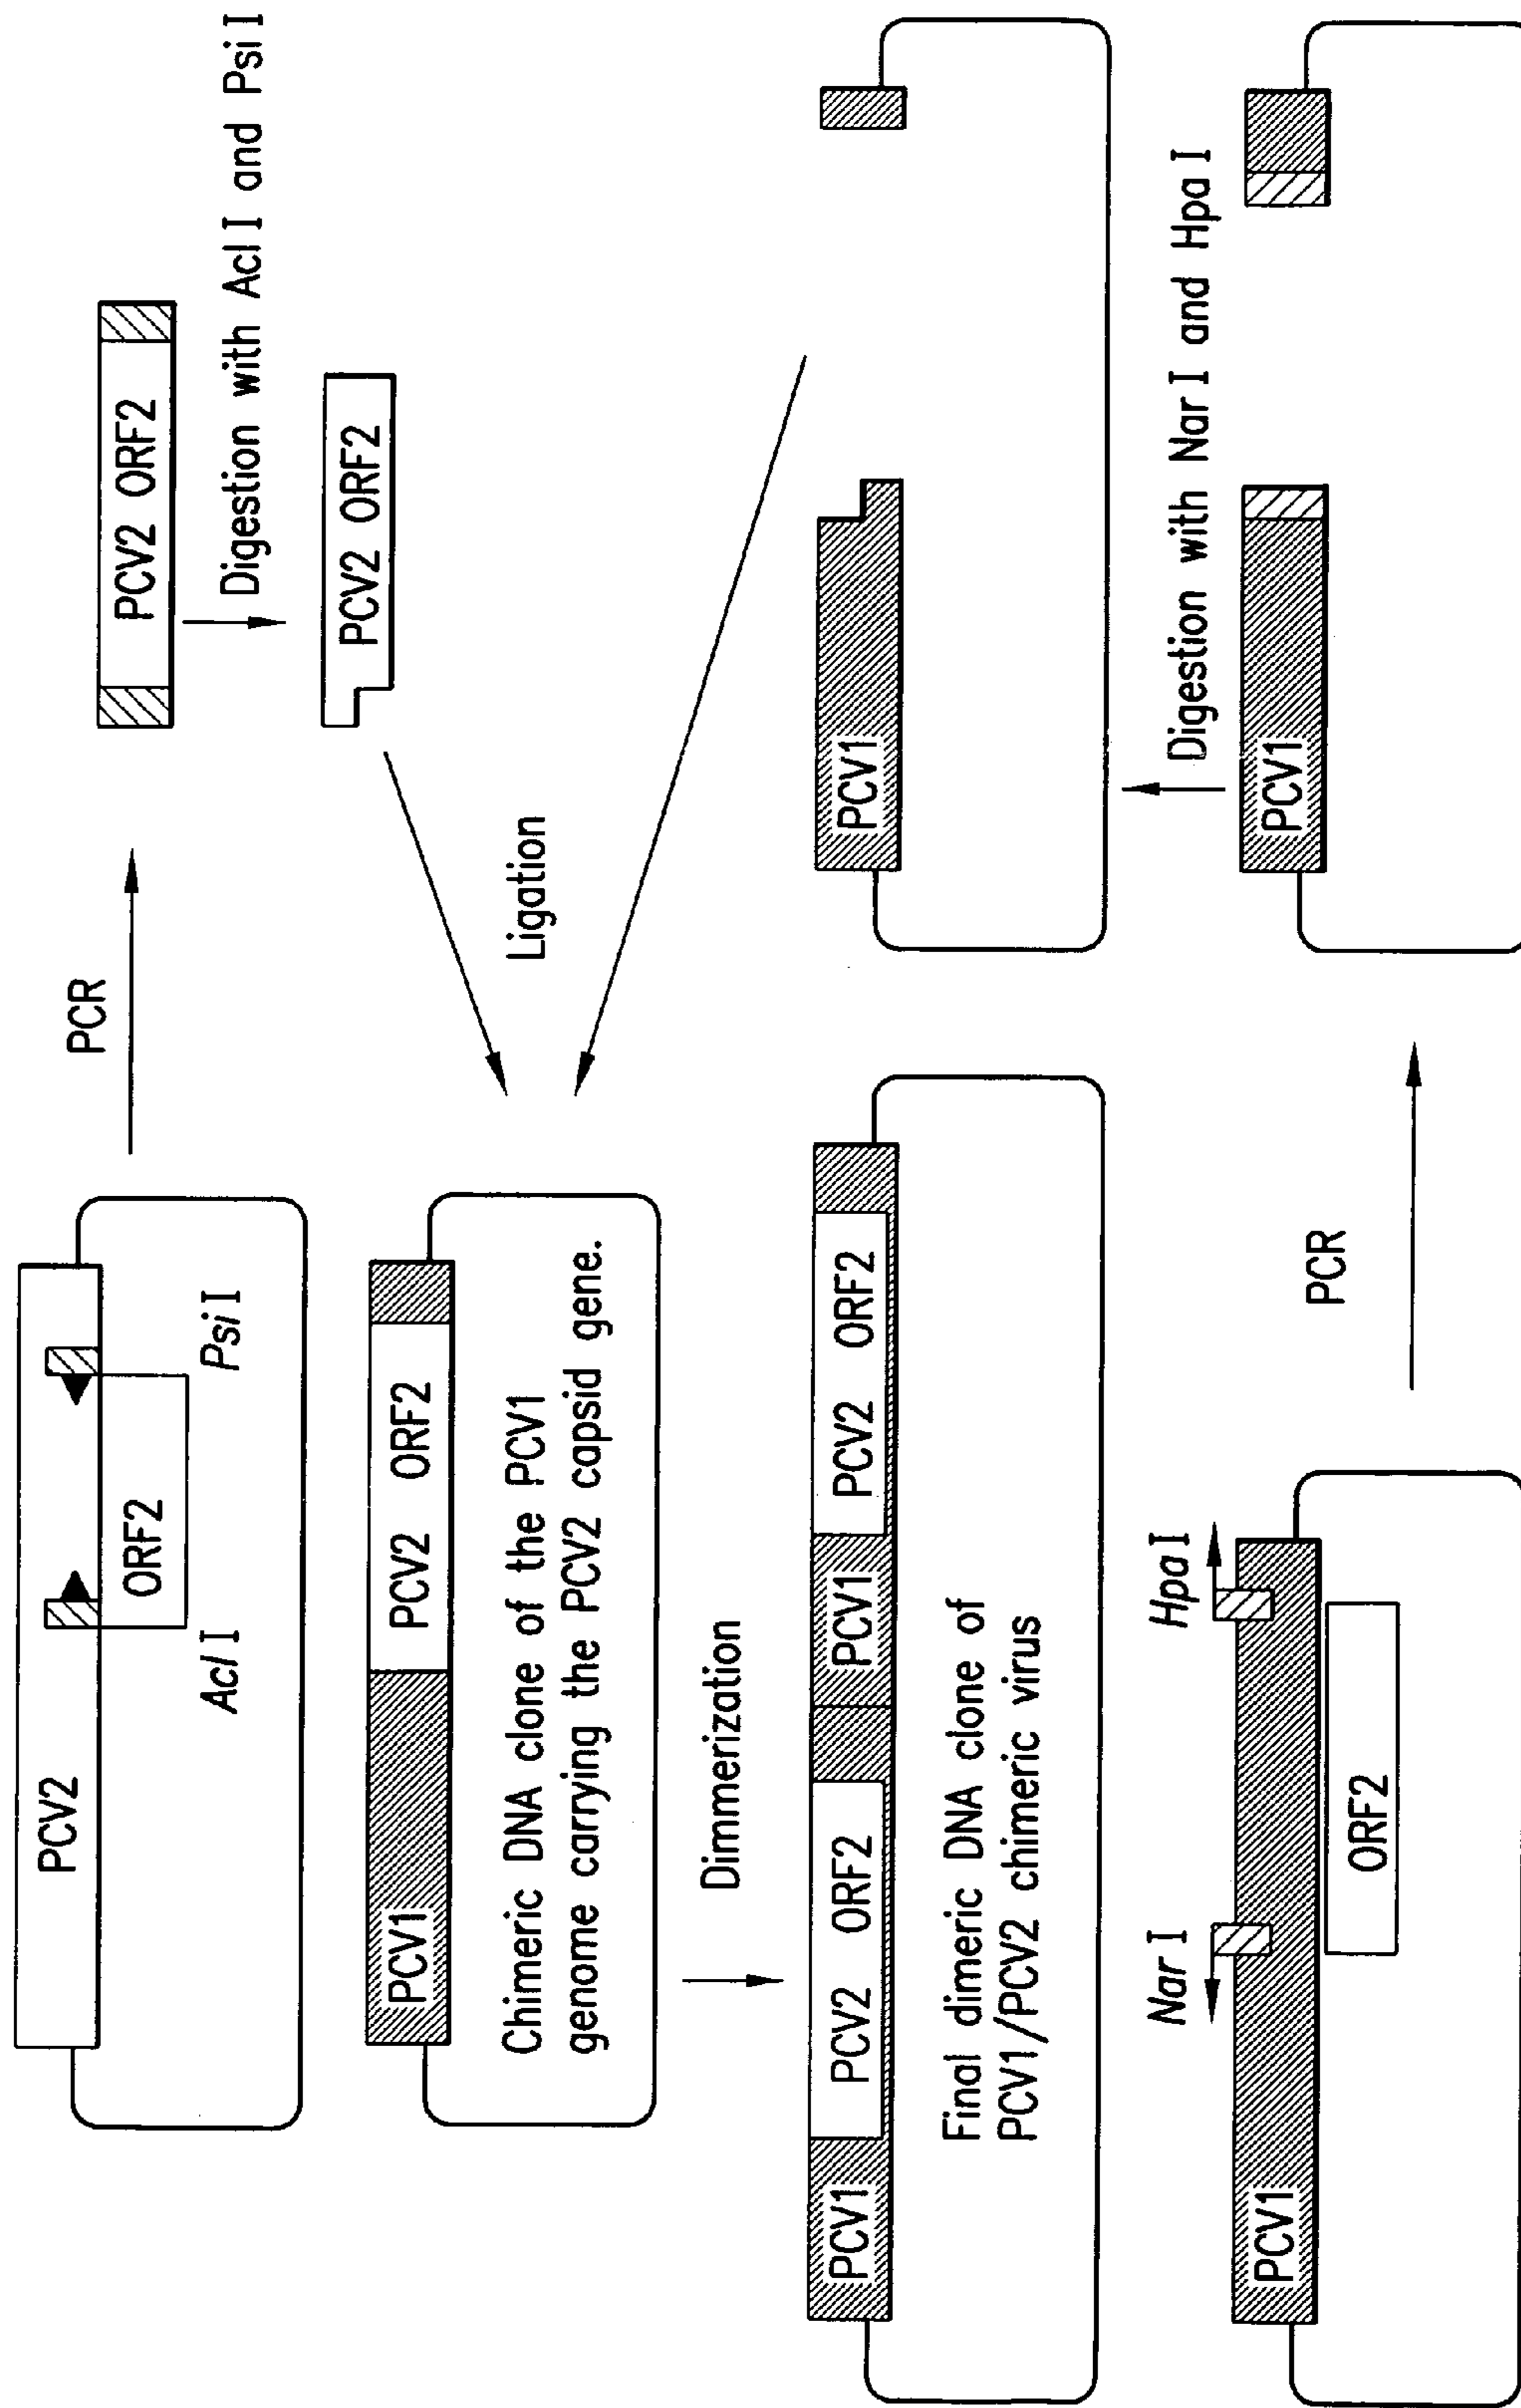 PCV2
Acl I
Psi I
ORF2
PCR
PCV2 ORF2
Digestion with Acl I and Psi I
PCV2 ORF2
Ligation
PCV1
PCV2 ORF2
Chimeric DNA clone of the PCV1
genome carrying the PCV2 capsid gene.
Dimmerization
PCV1
PCV2 ORF2
PCV1
PCV2 ORF2
Final dimeric DNA clone of
PCV1/PCV2 chimeric virus
PCV1
Digestion with Nar I and Hpa I
PCV1
Nar I
Hpa I
PCV1
ORF2
PCR